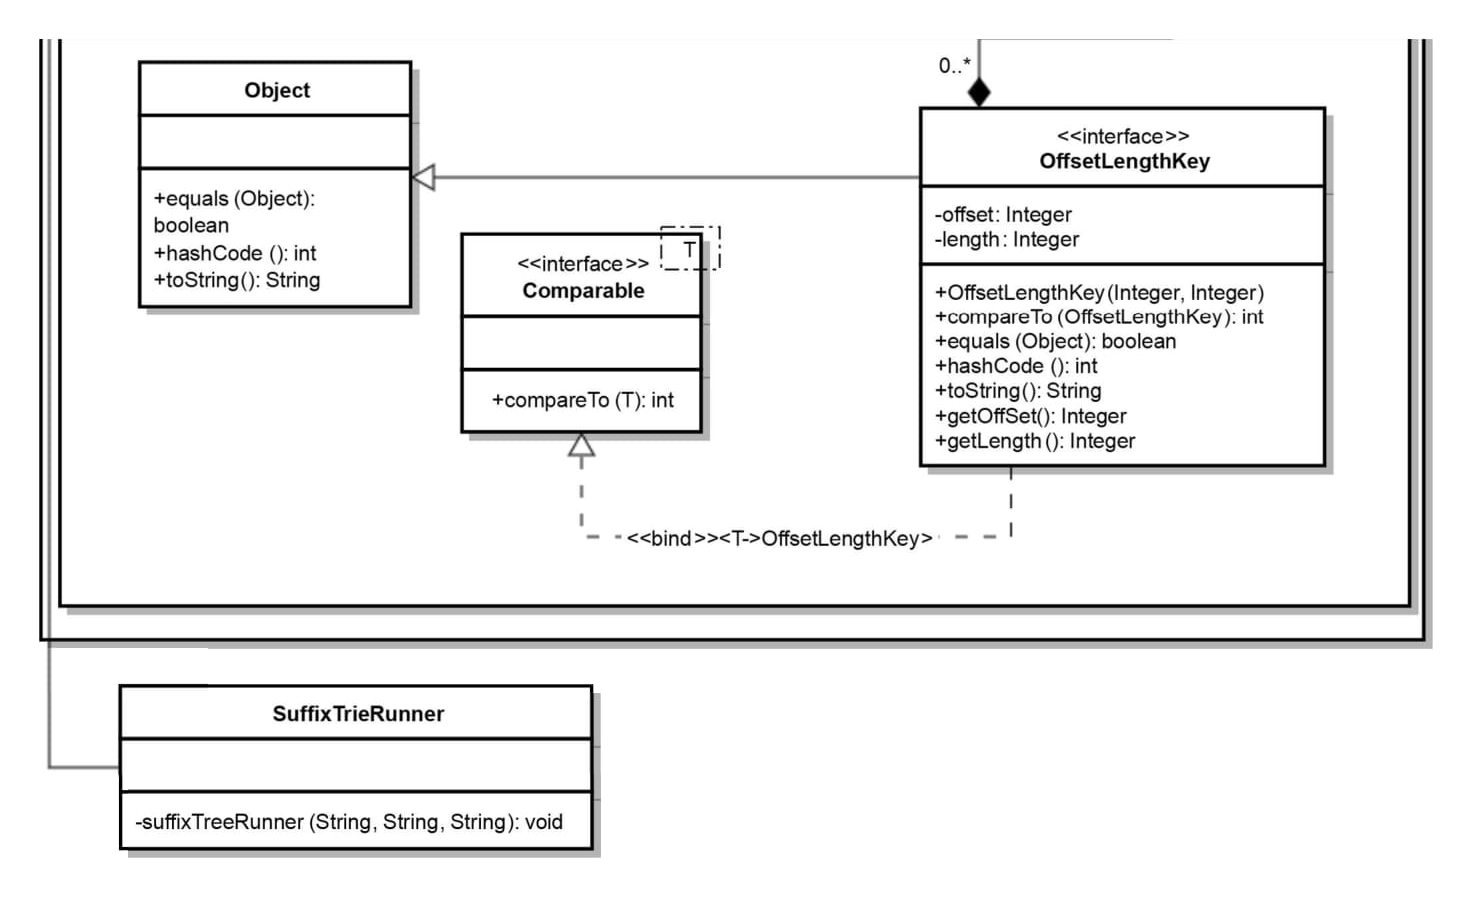 Object
+equals (Object):
boolean
+hashCode (): int
+toString(): String
<<interface>>
Comparable
T
+compareTo (T): int
0..*
<<interface>>
OffsetLengthKey
-offset: Integer
-length: Integer
+OffsetLengthKey(Integer, Integer)
+compareTo (OffsetLengthKey): int
+equals (Object): boolean
+hashCode (): int
+toString(): String
+getOffSet(): Integer
+getLength (): Integer
<<bind>><T->OffsetLengthKey>
SuffixTrieRunner
-suffixTreeRunner (String, String, String): void